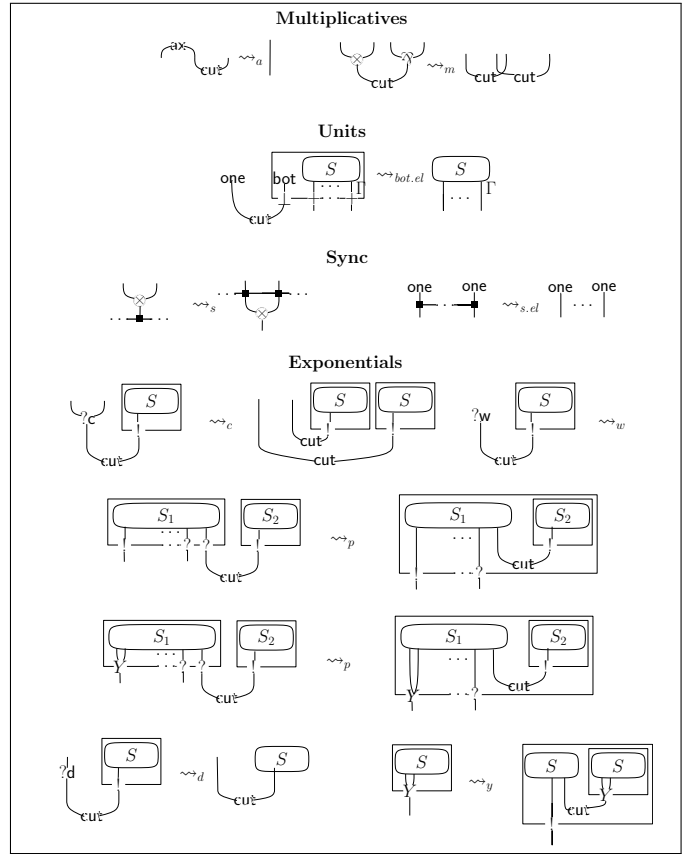 Multiplicatives
ax cut ⇝a ⊗ ⅋ cut ⇝m cut cut
Units
one bot S ... Γ ⊥ cut ⇝bot.el S ... Γ
Sync
⊗ ... ... ⇝s ... ... ⊗ one one ... ⇝s.el one one ...
Exponentials
?c S ! cut ⇝c S ! S ! cut cut ?w S ! cut ⇝w
S1 ... ! ... ? ? S2 ! cut ⇝p S1 ... ! ... ? S2 ! cut
S1 ... Y ... ? ? S2 ! cut ⇝p S1 ... Y ... ? S2 ! cut
?d S ! cut ⇝d S cut S Y ⇝y S S Y cut !